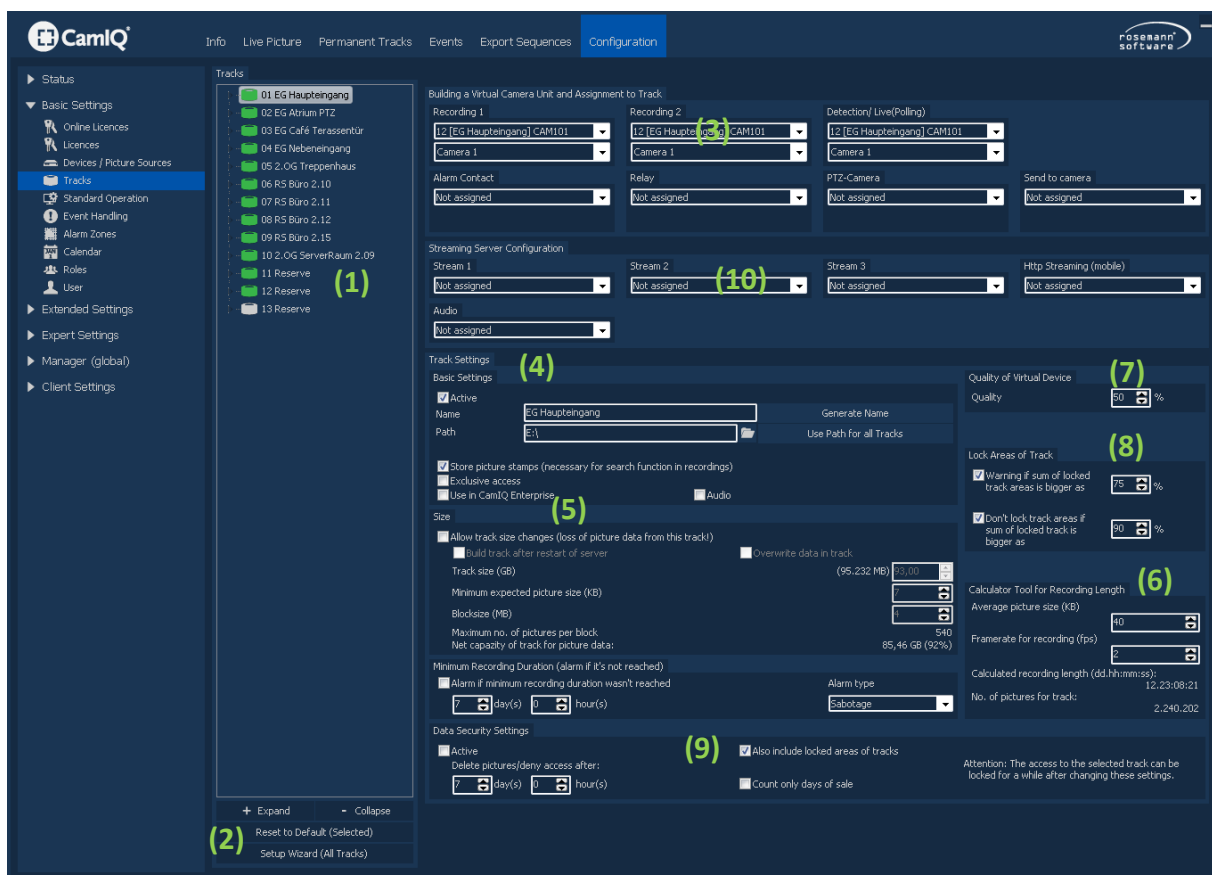 CamIQ
Info Live Picture Permanent Tracks Events Export Sequences Configuration
rosemann
software
Status
Basic Settings
Online Licences
Licences
Devices / Picture Sources
Tracks
Standard Operation
Event Handling
Alarm Zones
Calendar
Roles
User
Extended Settings
Expert Settings
Manager (global)
Client Settings
Tracks
01 EG Haupteingang
02 EG Atrium PTZ
03 EG Café Terassentür
04 EG Nebeneingang
05 2.OG Treppenhaus
06 RS Büro 2.10
07 RS Büro 2.11
08 RS Büro 2.12
09 RS Büro 2.15
10 2.OG ServerRaum 2.09
11 Reserve
12 Reserve
13 Reserve
(1)
+ Expand - Collapse
Reset to Default (Selected)
(2)
Setup Wizard (All Tracks)
Building a Virtual Camera Unit and Assignment to Track
Recording 1 Recording 2 Detection/ Live(Polling)
12 [EG Haupteingang] CAM101 12 [EG Haupteingang] CAM101 12 [EG Haupteingang] CAM101
(3)
Camera 1 Camera 1 Camera 1
Alarm Contact Relay PTZ-Camera Send to camera
Not assigned Not assigned Not assigned Not assigned
Streaming Server Configuration
Stream 1 Stream 2 Stream 3 Http Streaming (mobile)
(10)
Not assigned Not assigned Not assigned Not assigned
Audio
Not assigned
Track Settings
(4)
Basic Settings
Active
Name EG Haupteingang Generate Name
Path E:\ Use Path for all Tracks
Store picture stamps (necessary for search function in recordings)
Exclusive access
Use in CamIQ Enterprise Audio
(5)
Size
Allow track size changes (loss of picture data from this track!)
Build track after restart of server Overwrite data in track
Track size (GB) (95.232 MB) 93,00
Minimum expected picture size (KB) 7
Blocksize (MB) 4
Maximum no. of pictures per block 540
Net capacity of track for picture data: 85,46 GB (92%)
Minimum Recording Duration (alarm if it's not reached)
Alarm if minimum recording duration wasn't reached Alarm type
7 day(s) 0 hour(s) Sabotage
Data Security Settings
(9)
Active Also include locked areas of tracks
Delete pictures/deny access after:
7 day(s) 0 hour(s) Count only days of sale
Attention: The access to the selected track can be
locked for a while after changing these settings.
Quality of Virtual Device
(7)
Quality 50 %
Lock Areas of Track
(8)
Warning if sum of locked
track areas is bigger as 75 %
Don't lock track areas if
sum of locked track is 90 %
bigger as
Calculator Tool for Recording Length
(6)
Average picture size (KB)
40
Framerate for recording (fps)
2
Calculated recording length (dd.hh:mm:ss):
12.23:08:21
No. of pictures for track:
2.240.202